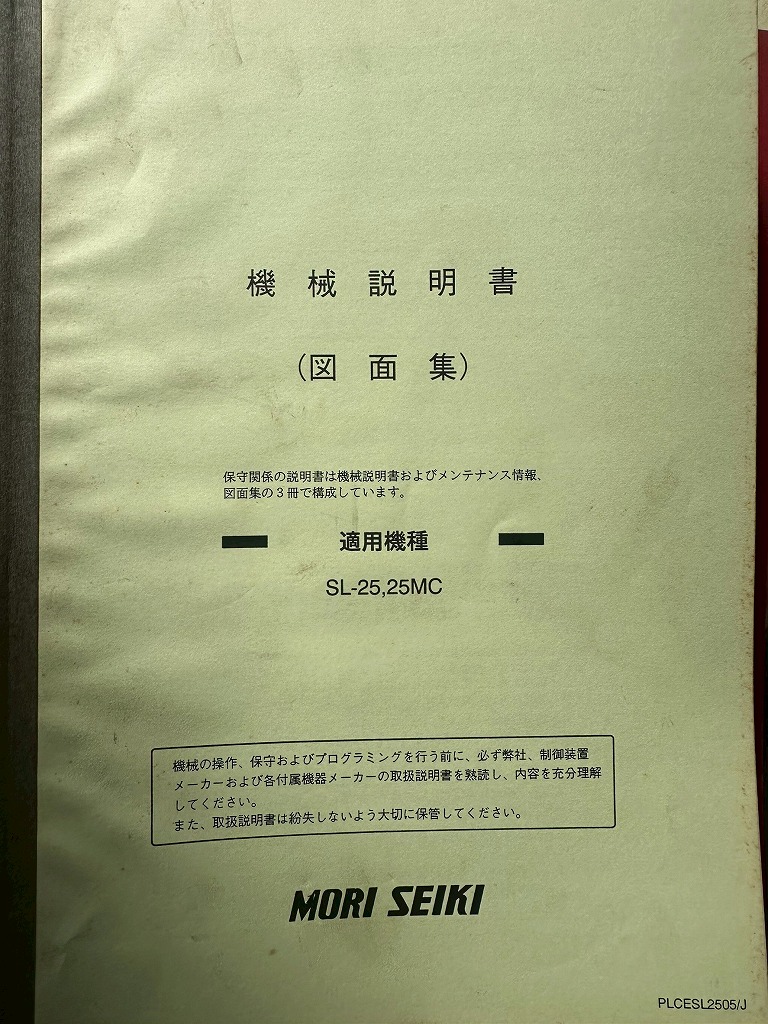 機械説明書
（図面集）
保守関係の説明書は機械説明書およびメンテナンス情報、
図面集の３冊で構成しています。
適用機種
SL-25,25MC
機械の操作、保守およびプログラミングを行う前に、必ず弊社、制御装置
メーカーおよび各付属機器メーカーの取扱説明書を熟読し、内容を充分理解
してください。
また、取扱説明書は紛失しないよう大切に保管してください。
MORI SEIKI
PLCESL2505/J